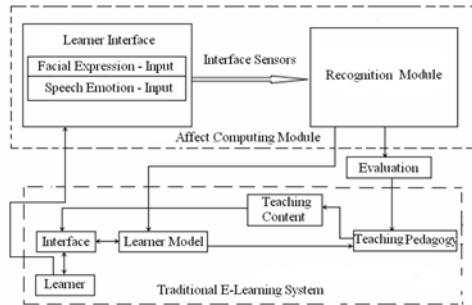 Learner Interface
Facial Expression - Input
Speech Emotion - Input
Interface Sensors
Recognition Module
Affect Computing Module
Evaluation
Teaching
Content
Interface
Learner Model
Teaching Pedagogy
Learner
Traditional E-Learning System